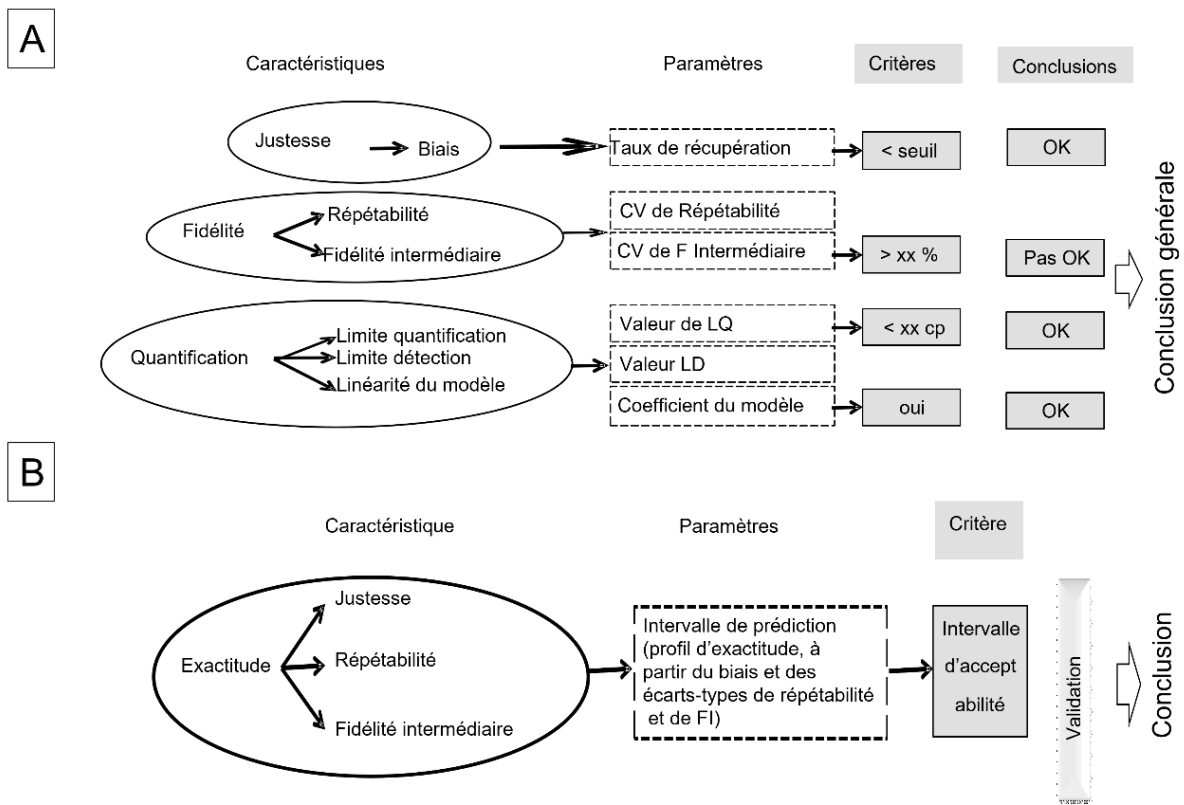 A
Caractéristiques
Paramètres
Critères
Conclusions
Justesse
Biais
Taux de récupération
< seuil
OK
Fidélité
Répétabilité
Fidélité intermédiaire
CV de Répétabilité
CV de F Intermédiaire
> xx %
Pas OK
Quantification
Limite quantification
Limite détection
Linéarité du modèle
Valeur de LQ
< xx cp
OK
Valeur LD
Coefficient du modèle
oui
OK
Conclusion générale
B
Caractéristique
Paramètres
Critère
Exactitude
Justesse
Répétabilité
Fidélité intermédiaire
Intervalle de prédiction
(profil d'exactitude, à
partir du biais et des
écarts-types de répétabilité
et de FI)
Intervalle
d'accept
abilité
Validation
Conclusion